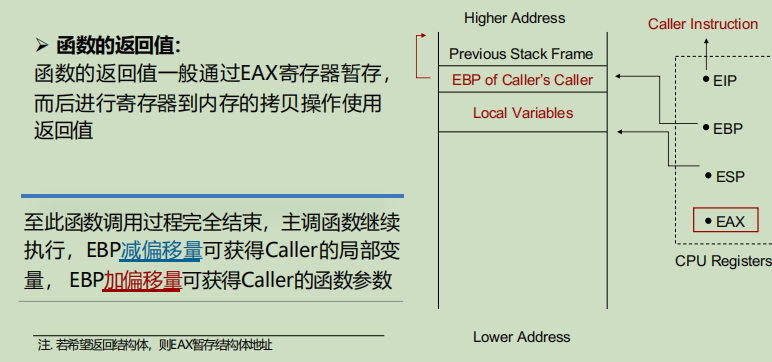 ➢ 函数的返回值：
函数的返回值一般通过EAX寄存器暂存，
而后进行寄存器到内存的拷贝操作使用
返回值
至此函数调用过程完全结束，主调函数继续
执行，EBP减偏移量可获得Caller的局部变
量， EBP加偏移量可获得Caller的函数参数
注. 若希望返回结构体，则EAX暂存结构体地址
Higher Address
Previous Stack Frame
EBP of Caller's Caller
Local Variables
Lower Address
Caller Instruction
EIP
EBP
ESP
EAX
CPU Registers